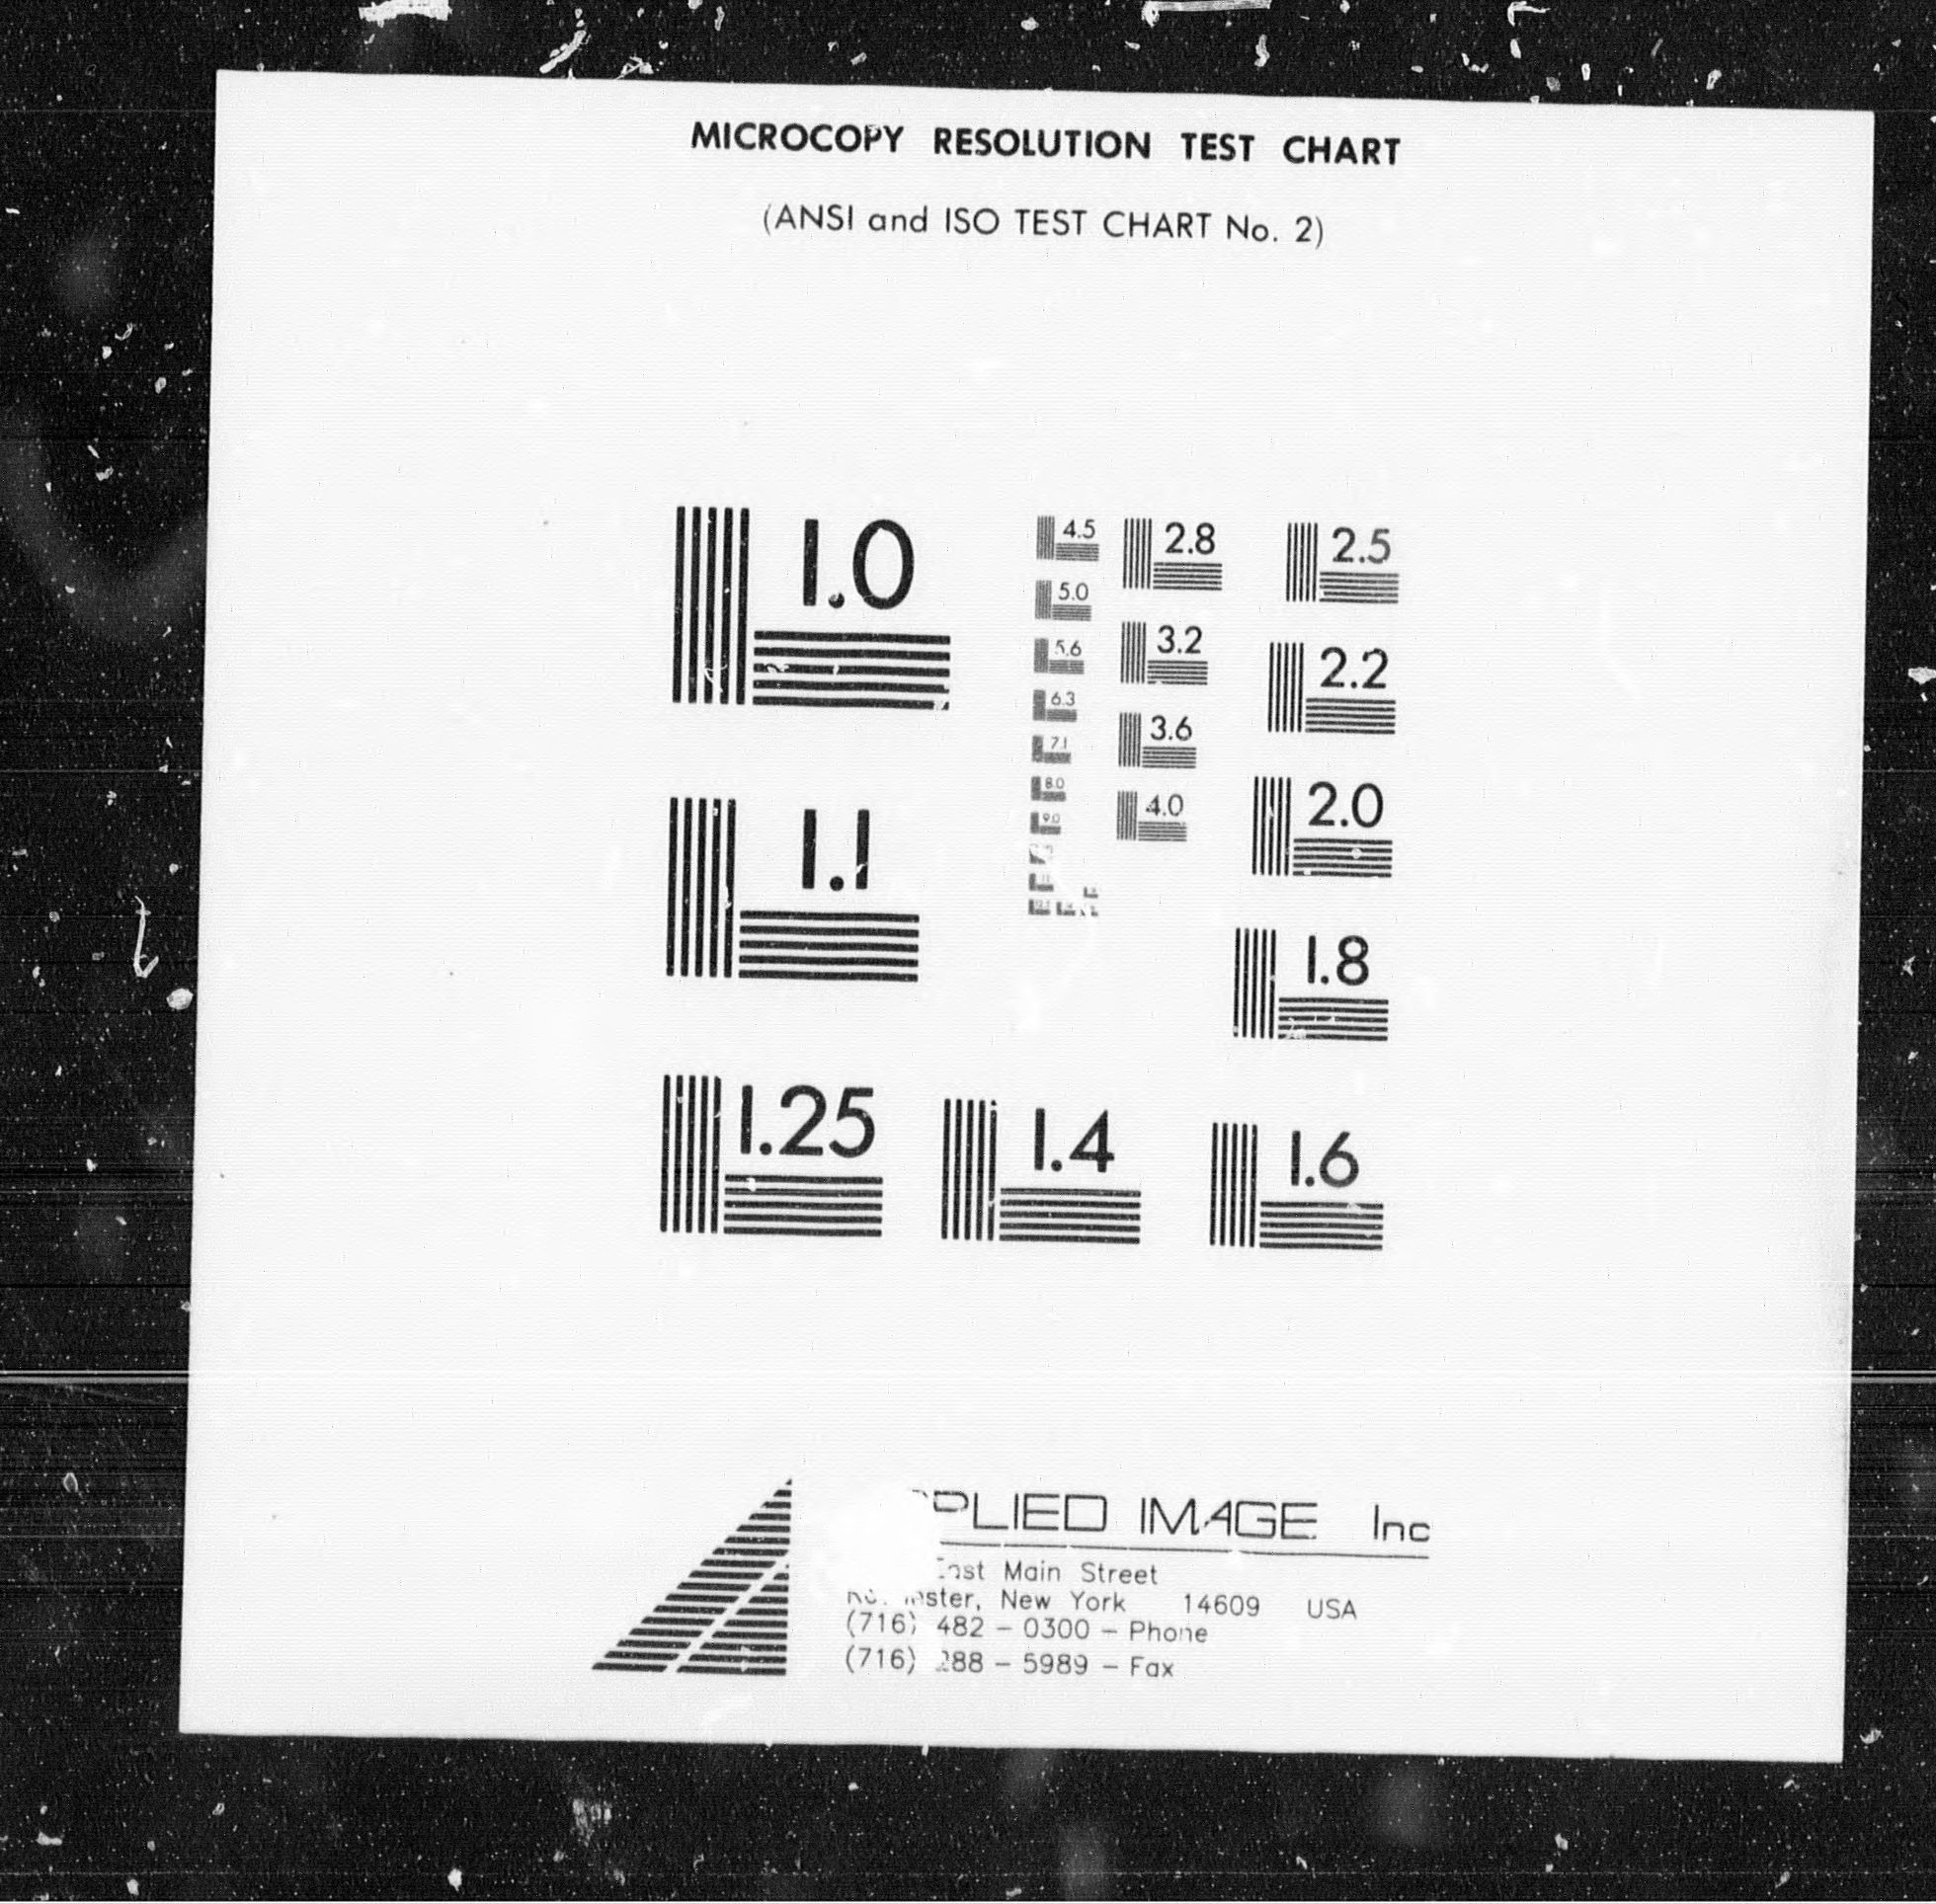 MICROCOPY RESOLUTION TEST CHART
(ANSI and ISO TEST CHART No. 2)
1.0
1.1
1.25
1.4
1.6
1.8
2.0
2.2
2.5
2.8
3.2
3.6
4.0
4.5
5.0
5.6
6.3
7.1
8.0
9.0
IMAGE Inc
Main Street
New York 14609 USA
(716) 482 – 0300 – Phone
(716) 288 – 5989 – Fax